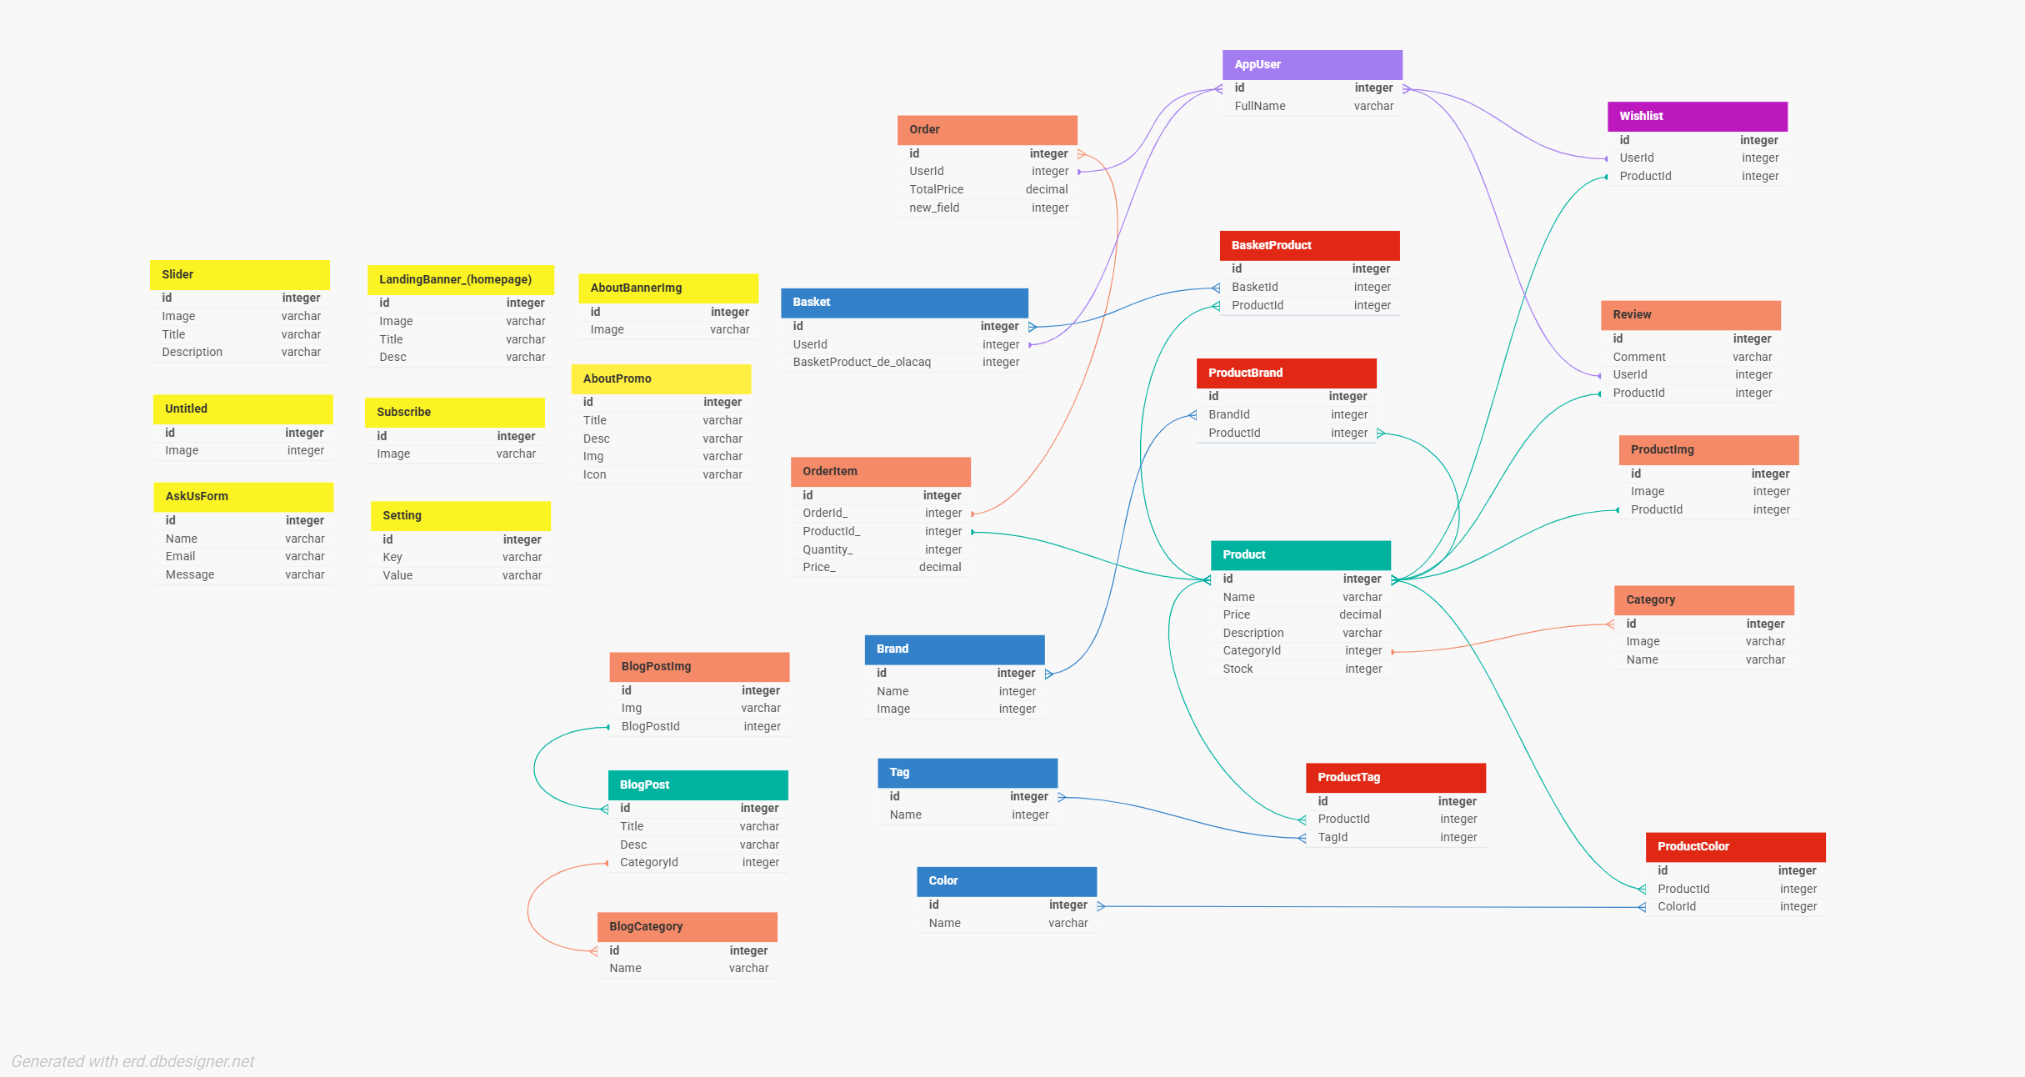 AppUser
id integer
FullName varchar
Wishlist
id integer
UserId integer
ProductId integer
Order
id integer
UserId integer
TotalPrice decimal
new_field integer
BasketProduct
id integer
BasketId integer
ProductId integer
Slider
id integer
Image varchar
Title varchar
Description varchar
LandingBanner_(homepage)
id integer
Image varchar
Title varchar
Desc varchar
AboutBannerImg
id integer
Image varchar
Basket
id integer
UserId integer
BasketProduct_de_olacaq integer
Review
id integer
Comment varchar
UserId integer
ProductId integer
ProductBrand
id integer
BrandId integer
ProductId integer
AboutPromo
id integer
Title varchar
Desc varchar
Img varchar
Icon varchar
Untitled
id integer
Image integer
Subscribe
id integer
Image varchar
ProductImg
id integer
Image integer
ProductId integer
OrderItem
id integer
OrderId_ integer
ProductId_ integer
Quantity_ integer
Price_ decimal
AskUsForm
id integer
Name varchar
Email varchar
Message varchar
Setting
id integer
Key varchar
Value varchar
Product
id integer
Name varchar
Price decimal
Description varchar
CategoryId integer
Stock integer
Category
id integer
Image varchar
Name varchar
Brand
id integer
Name integer
Image integer
BlogPostImg
id integer
Img varchar
BlogPostId integer
Tag
id integer
Name integer
ProductTag
id integer
ProductId integer
TagId integer
BlogPost
id integer
Title varchar
Desc varchar
CategoryId integer
ProductColor
id integer
ProductId integer
ColorId integer
Color
id integer
Name varchar
BlogCategory
id integer
Name varchar
Generated with erd.dbdesigner.net